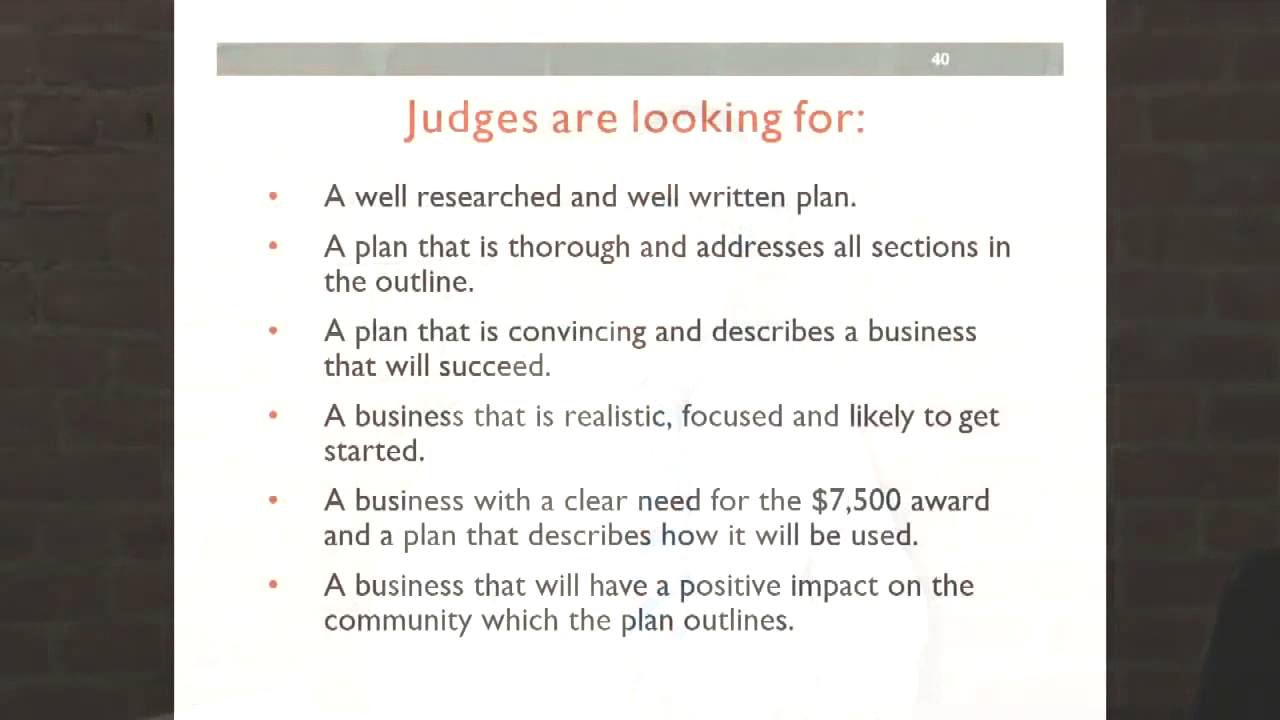 40
Judges are looking for:
• A well researched and well written plan.
• A plan that is thorough and addresses all sections in
the outline.
• A plan that is convincing and describes a business
that will succeed.
• A business that is realistic, focused and likely to get
started.
• A business with a clear need for the $7,500 award
and a plan that describes how it will be used.
• A business that will have a positive impact on the
community which the plan outlines.